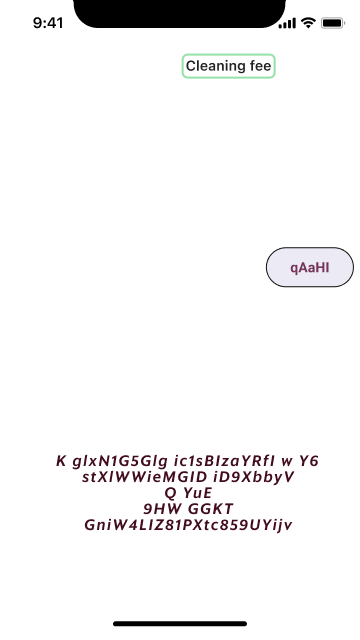 9:41
Cleaning fee
qAaHI
K glxN1G5Glg ic1sBIzaYRfI w Y6
stXlWWieMGID iD9XbbyV
Q YuE
9HW GGKT
GniW4LIZ81PXtc859UYijv